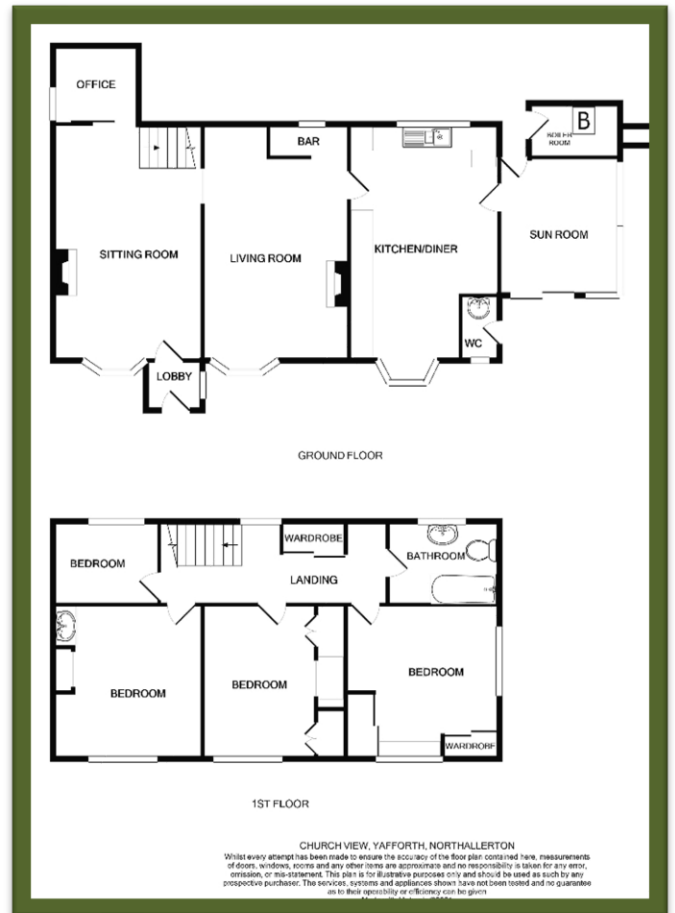 OFFICE
BAR
B
BOILER
ROOM
SITTING ROOM
LIVING ROOM
KITCHEN/DINER
SUN ROOM
WC
LOBBY
GROUND FLOOR
WARDROBE
BEDROOM
BATHROOM
LANDING
BEDROOM
BEDROOM
BEDROOM
WARDROBE
1ST FLOOR
CHURCH VIEW, YAFFORTH, NORTHALLERTON
Whilst every attempt has been made to ensure the accuracy of the floor plan contained here, measurements
of doors, windows, rooms and any other items are approximate and no responsibility is taken for any error,
omission, or mis-statement. This plan is for illustrative purposes only and should be used as such by any
prospective purchaser. The services, systems and appliances shown have not been tested and no guarantee
as to their operability or efficiency can be given